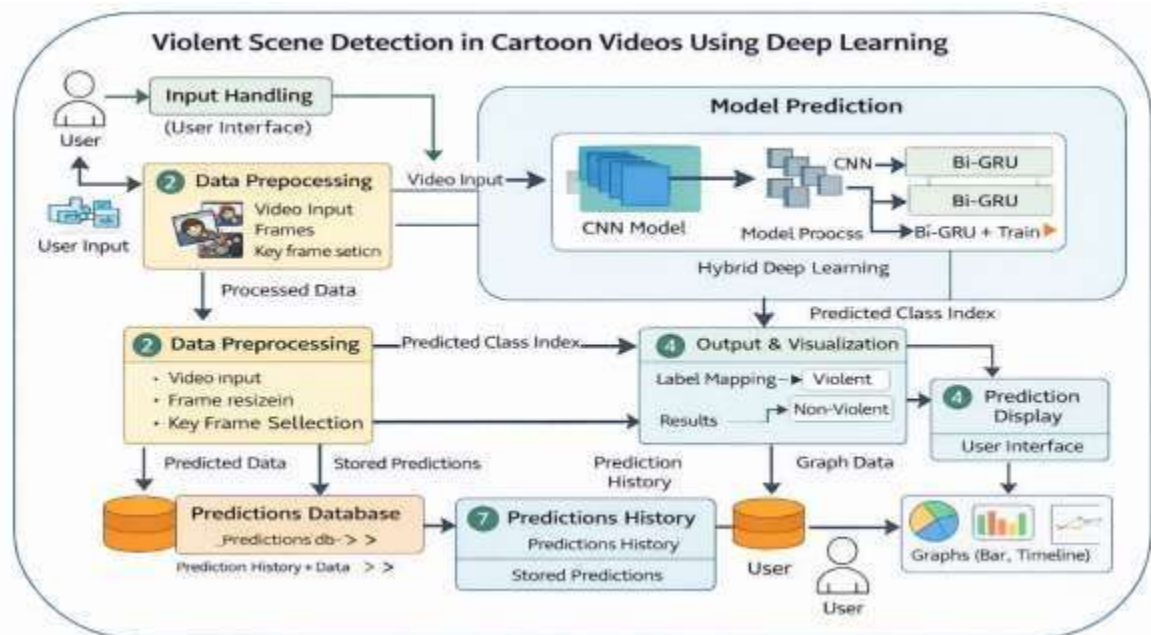 Violent Scene Detection in Cartoon Videos Using Deep Learning
User
Input Handling
(User Interface)
User Input
2 Data Prepocessing
Video Input
Frames
Key frame seticn
Video Input
Model Prediction
CNN Model
Model Proocss
CNN
Bi-GRU
Bi-GRU
Bi-GRU + Train
Hybrid Deep Learning
Processed Data
Predicted Class Index
2 Data Preprocessing
• Video input
• Frame resizein
• Key Frame Sellection
Predicted Class Index
4 Output & Visualization
Label Mapping
Violent
Results
Non-Violent
4 Prediction
Display
User Interface
Predicted Data
Stored Predictions
Prediction
History
Graph Data
Predictions Database
_Predictions db- > >
Prediction History + Data > >
7 Predictions History
Predictions History
Stored Predictions
User
User
Graphs (Bar, Timeline)